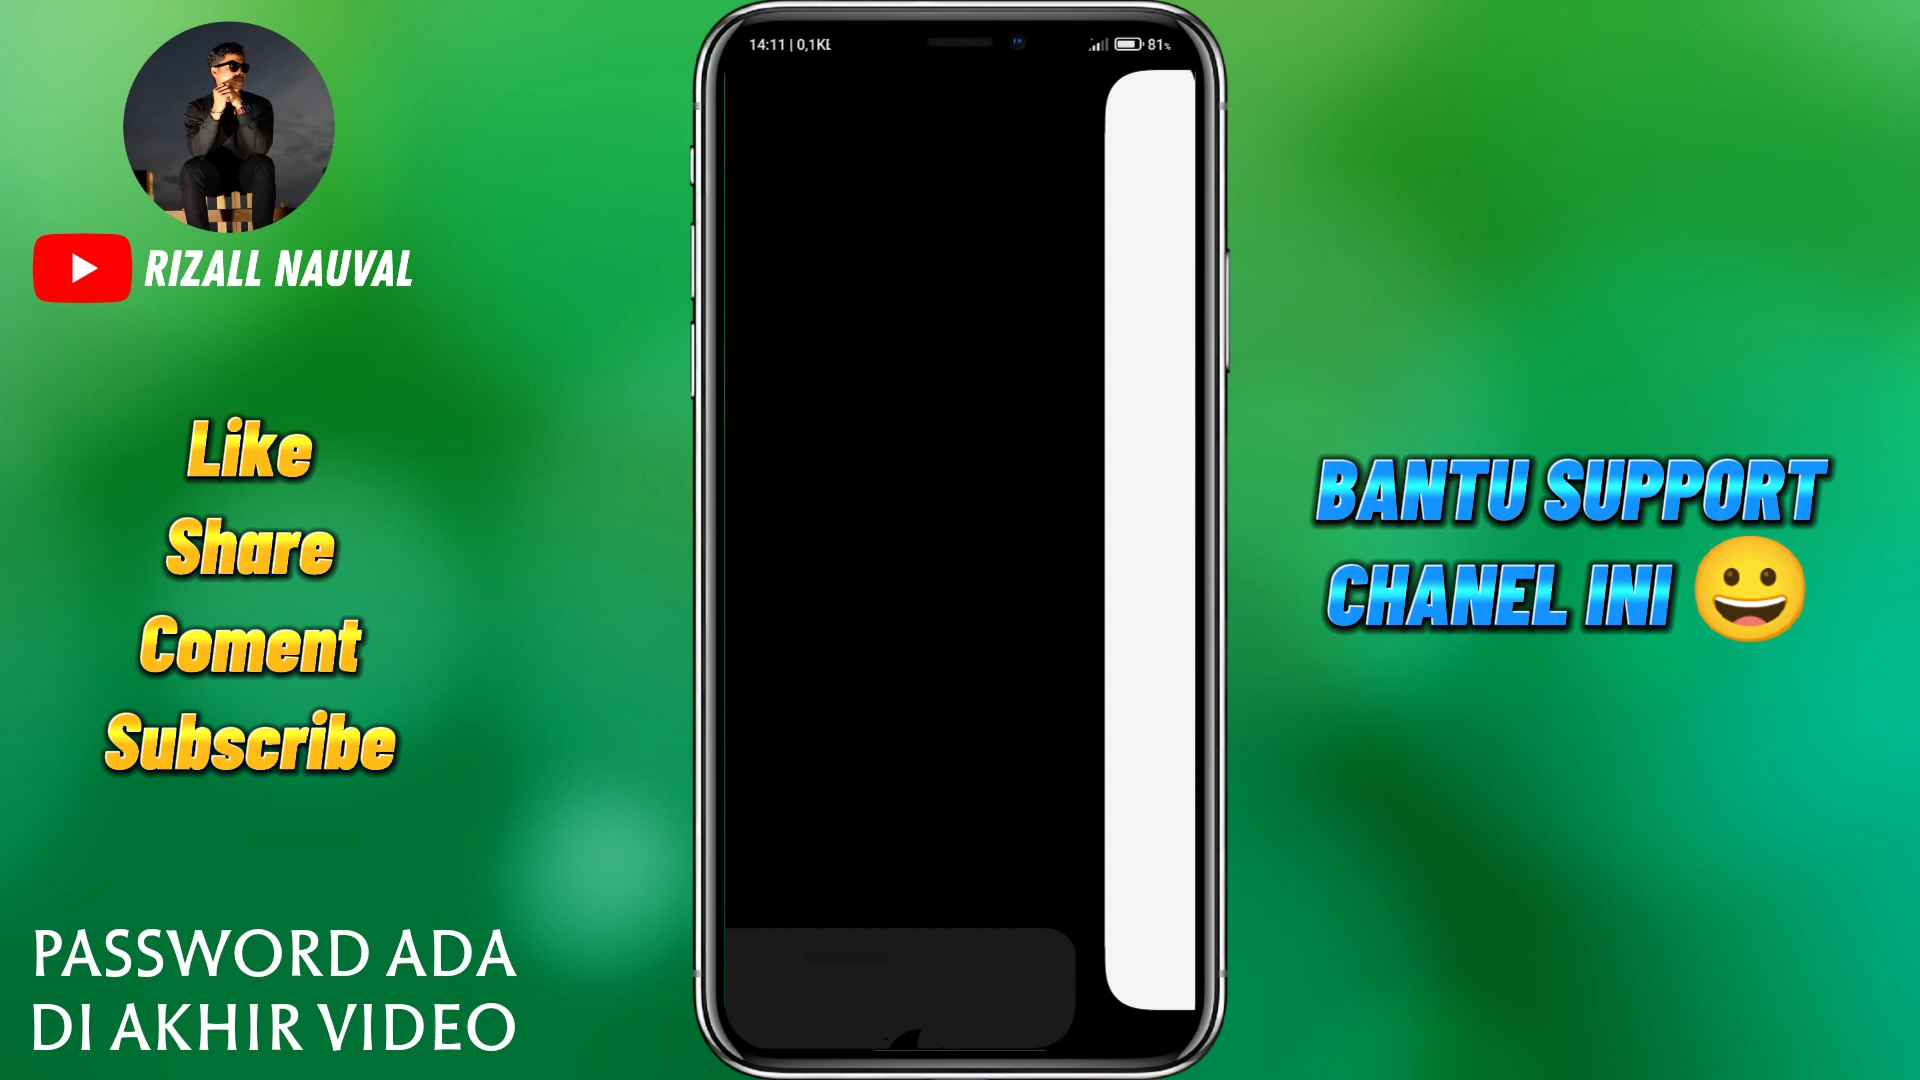 14:11 | 0,1KB
81%
RIZALL NAUVAL
Like
Share
Coment
Subscribe
BANTU SUPPORT
CHANEL INI 😀
PASSWORD ADA
DI AKHIR VIDEO